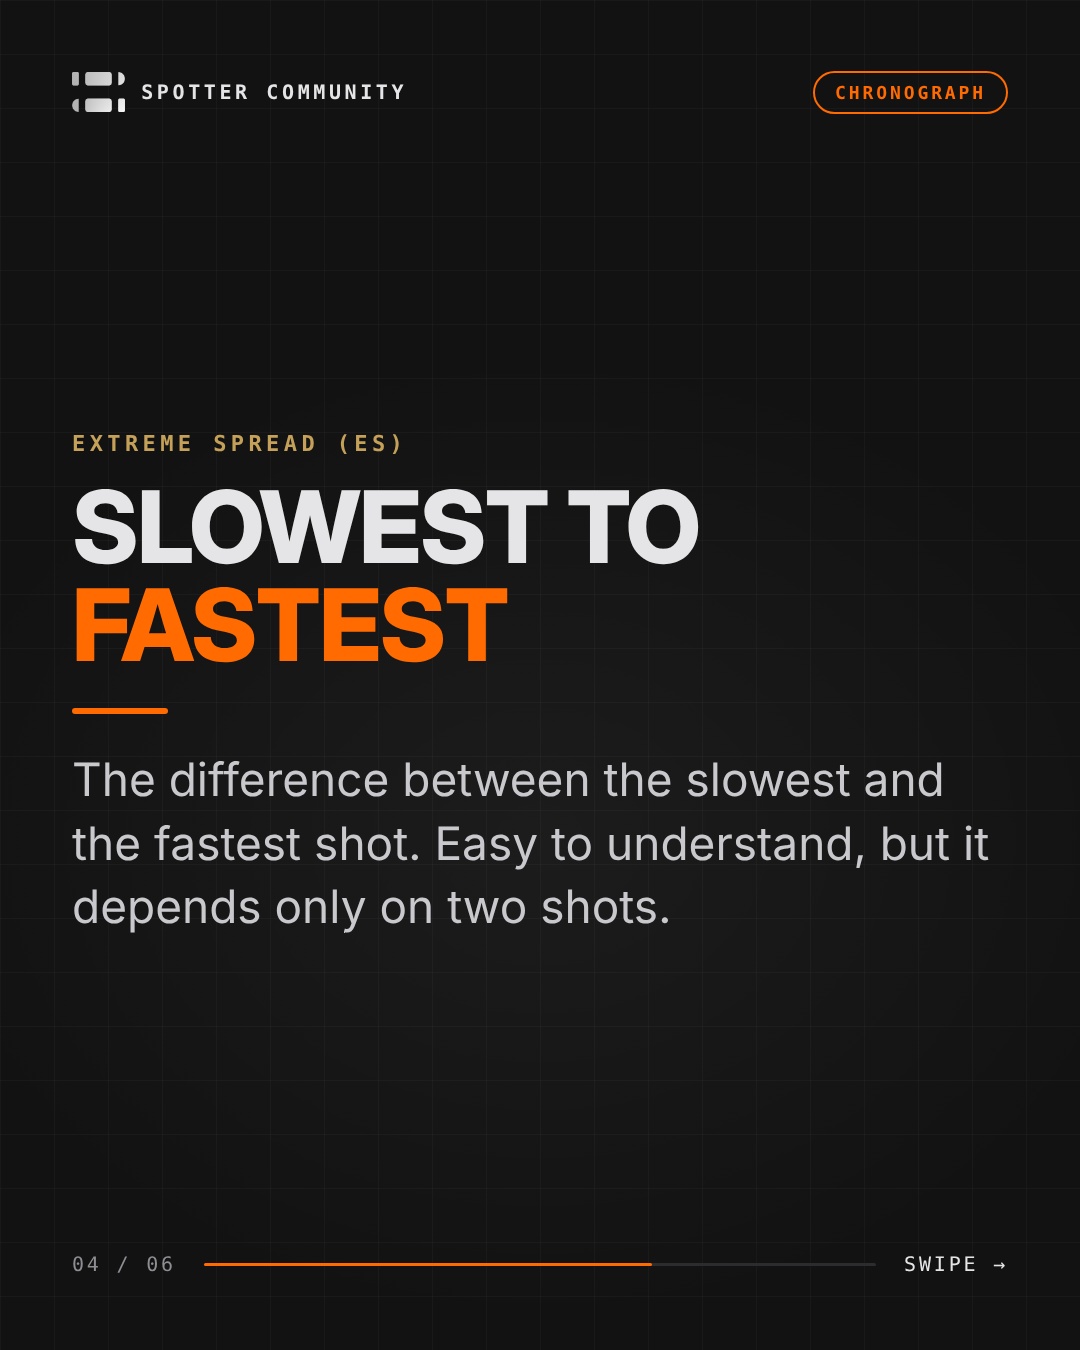 SPOTTER COMMUNITY
CHRONOGRAPH
EXTREME SPREAD (ES)
SLOWEST TO
FASTEST
The difference between the slowest and
the fastest shot. Easy to understand, but it
depends only on two shots.
04 / 06
SWIPE →